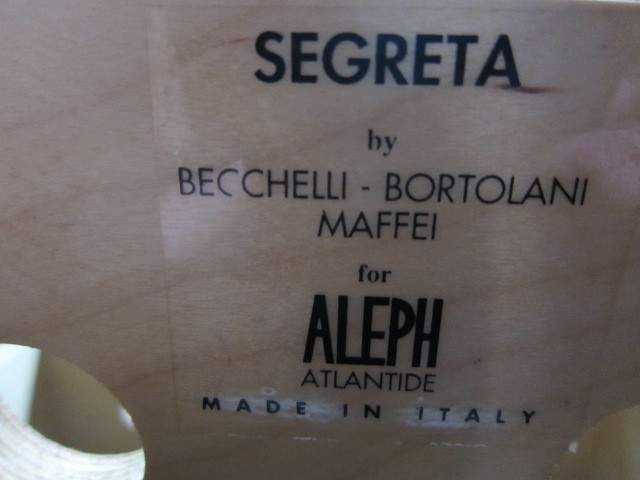 SEGRETA
by
BECCHELLI - BORTOLANI
MAFFEI
for
ALEPH
ATLANTIDE
MADE IN ITALY